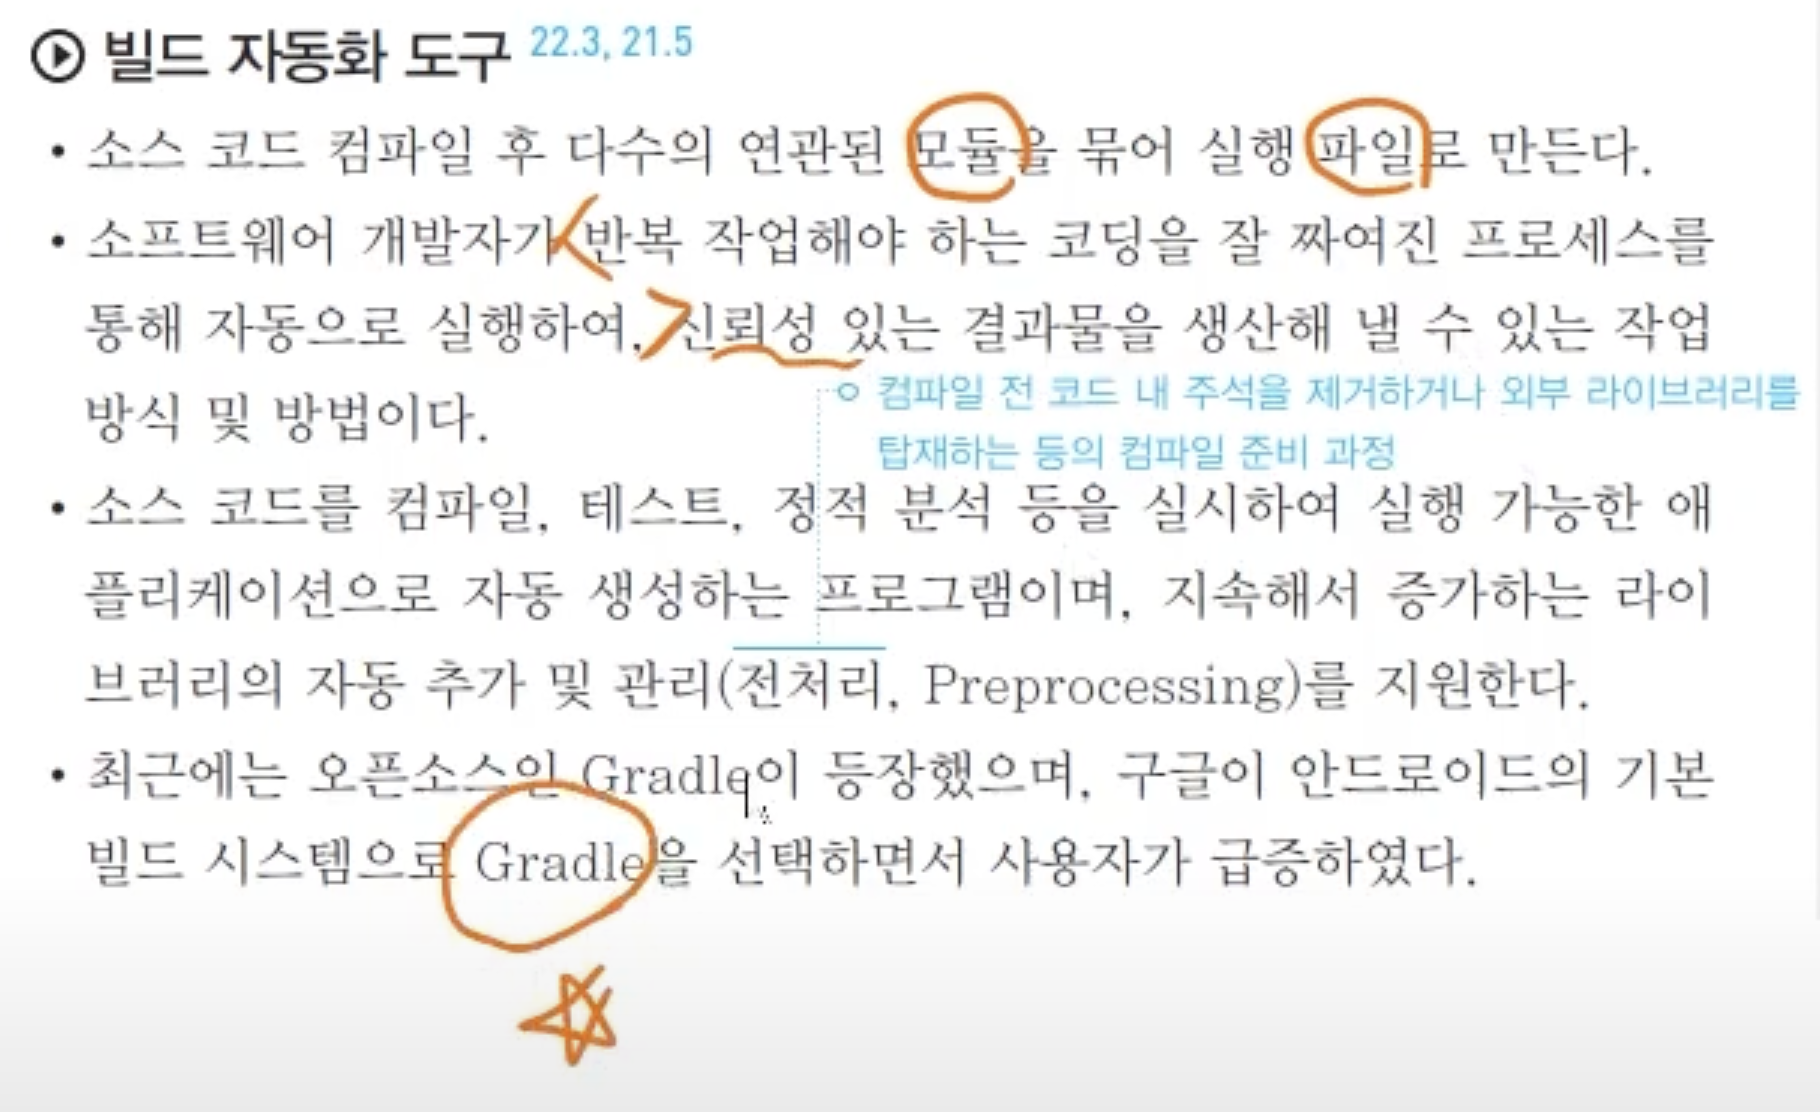 빌드 자동화 도구 22.3, 21.5
• 소스 코드 컴파일 후 다수의 연관된 모듈을 묶어 실행 파일로 만든다.
• 소프트웨어 개발자가 반복 작업해야 하는 코딩을 잘 짜여진 프로세스를
통해 자동으로 실행하여, 신뢰성 있는 결과물을 생산해 낼 수 있는 작업
방식 및 방법이다.
컴파일 전 코드 내 주석을 제거하거나 외부 라이브러리를
탑재하는 등의 컴파일 준비 과정
• 소스 코드를 컴파일, 테스트, 정적 분석 등을 실시하여 실행 가능한 애
플리케이션으로 자동 생성하는 프로그램이며, 지속해서 증가하는 라이
브러리의 자동 추가 및 관리(전처리, Preprocessing)를 지원한다.
• 최근에는 오픈소스인 Gradle이 등장했으며, 구글이 안드로이드의 기본
빌드 시스템으로 Gradle을 선택하면서 사용자가 급증하였다.